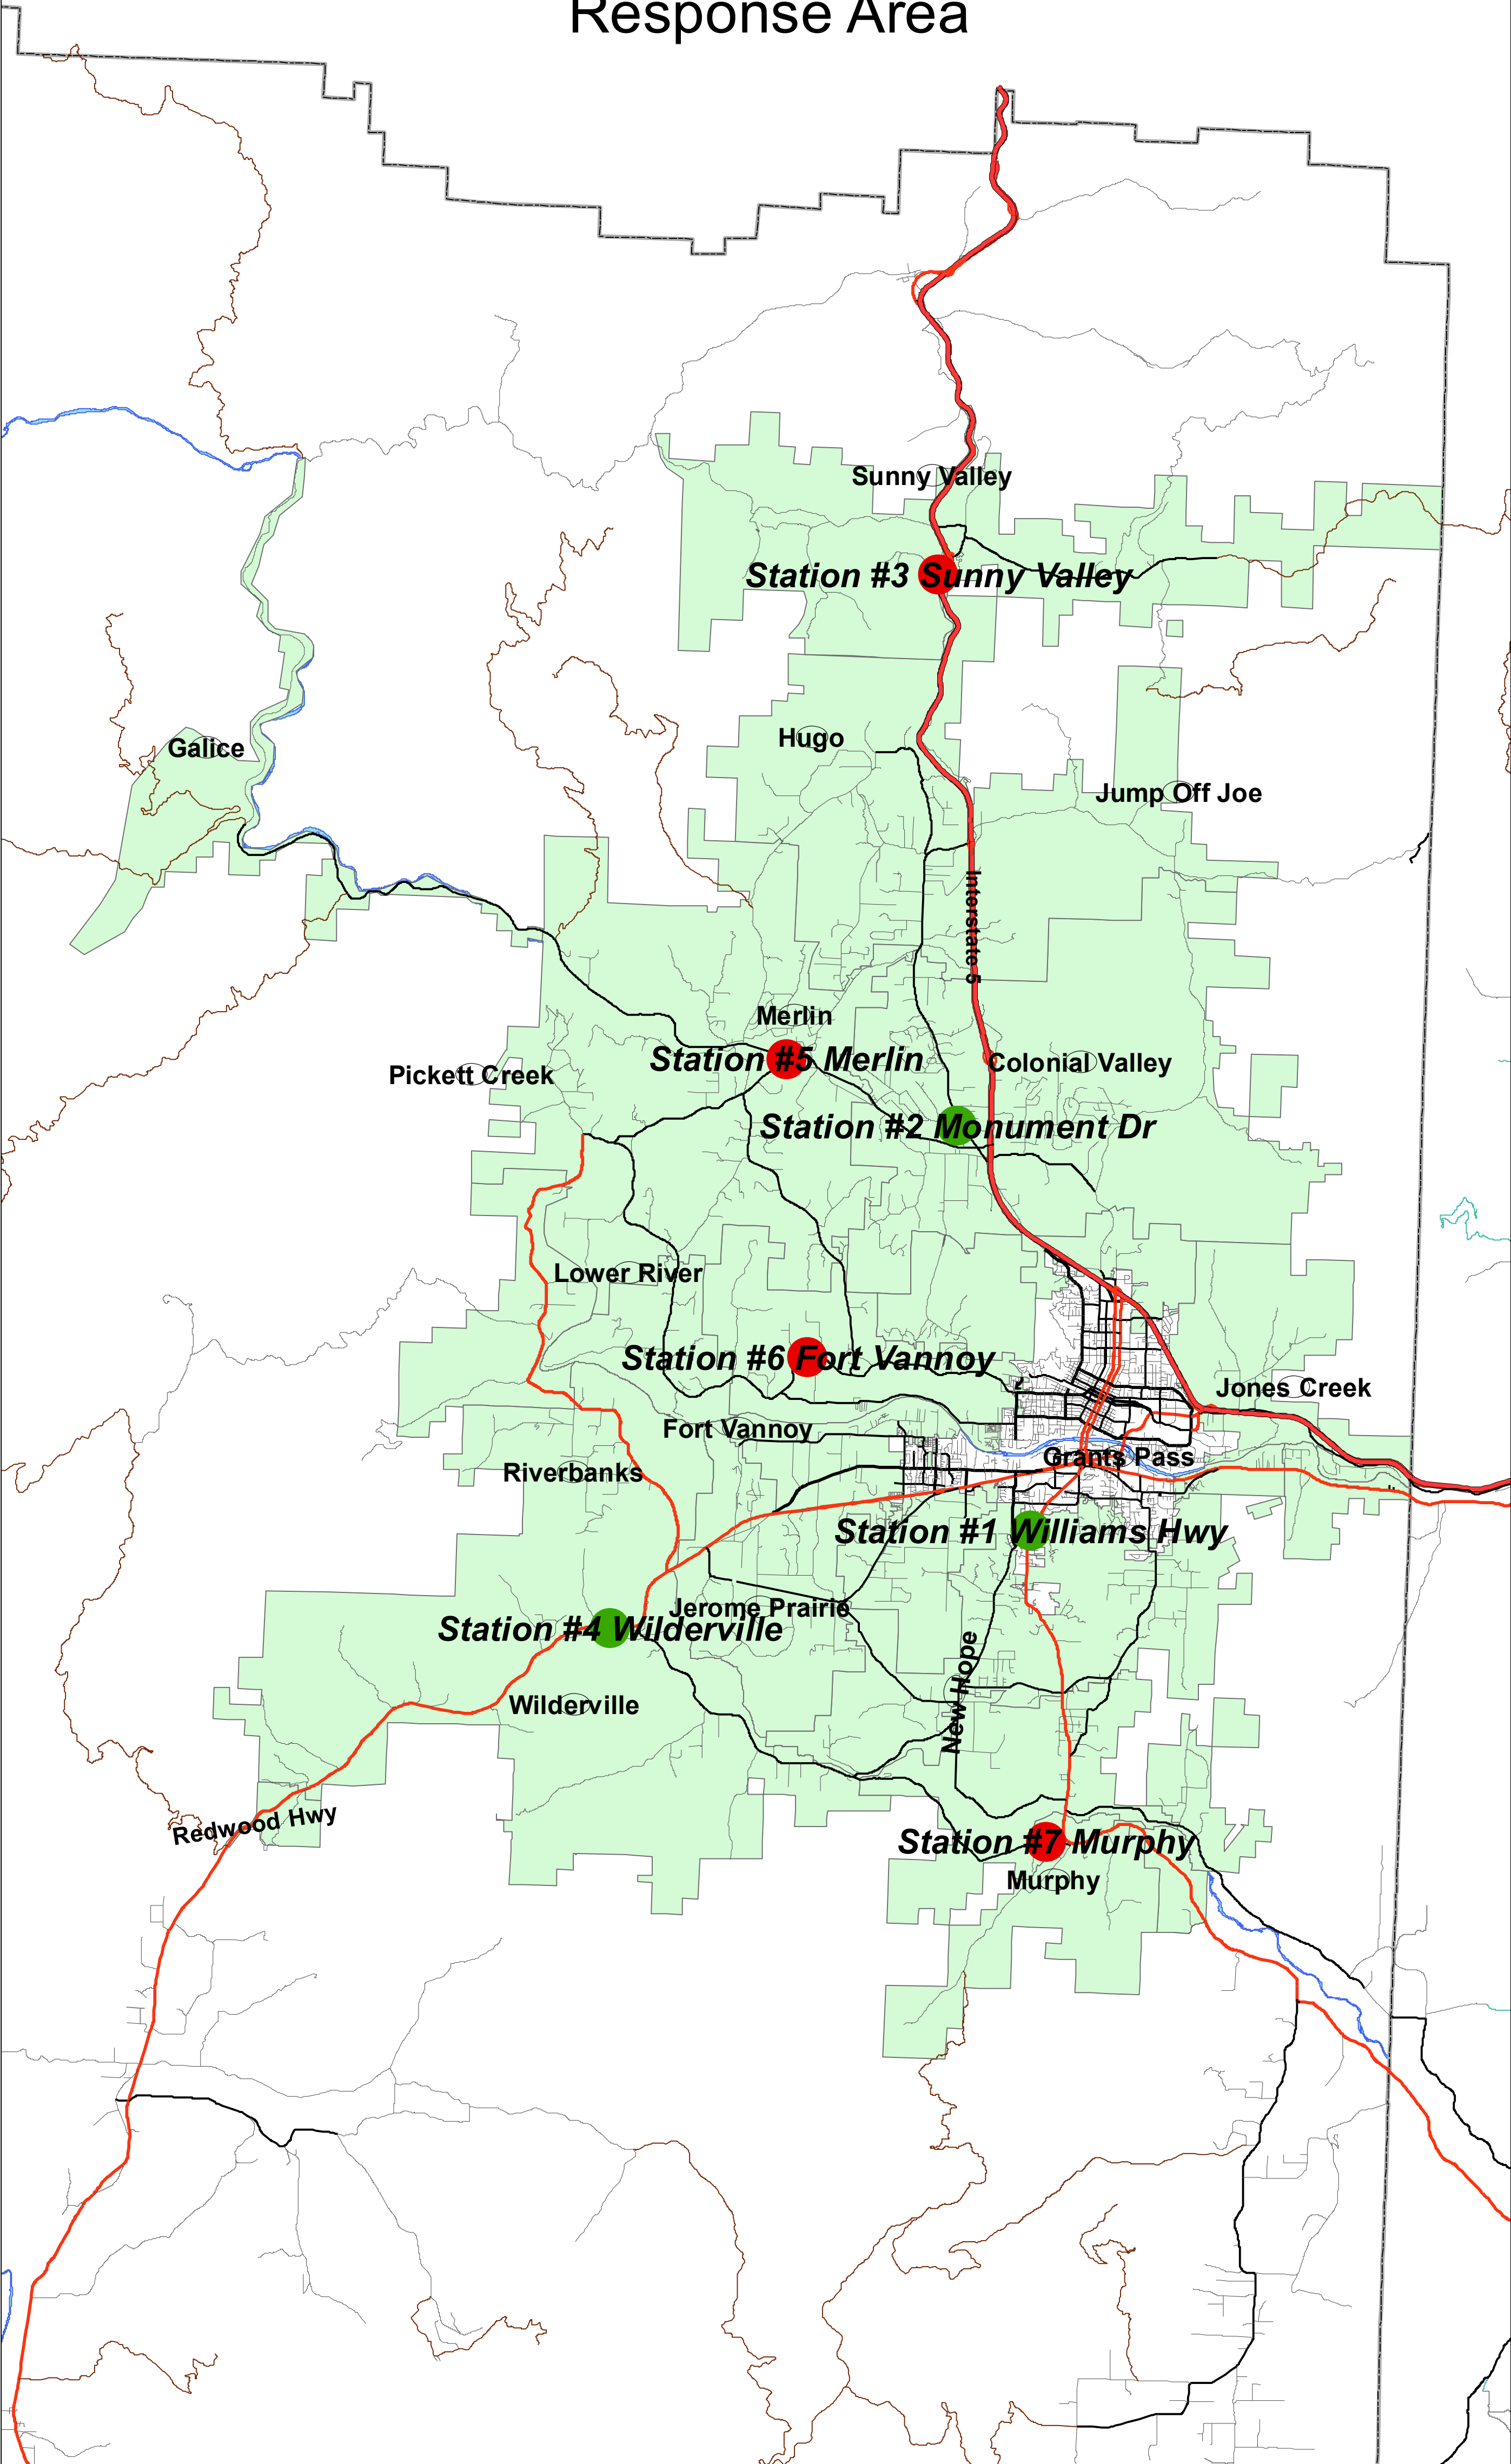 Response Area
Sunny Valley
Station #3 Sunny Valley
Hugo
Galice
Jump Off Joe
Interstate 5
Merlin
Station #5 Merlin
Colonial Valley
Pickett Creek
Station #2 Monument Dr
Lower River
Station #6 Fort Vannoy
Jones Creek
Fort Vannoy
Grants Pass
Riverbanks
Station #1 Williams Hwy
Jerome Prairie
Station #4 Wilderville
New Hope
Wilderville
Redwood Hwy
Station #7 Murphy
Murphy